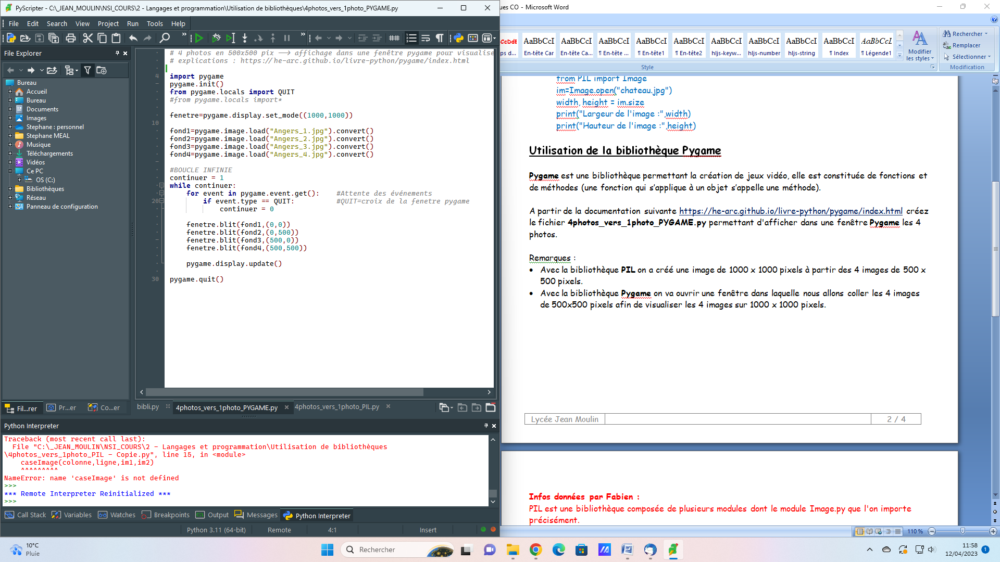 PyScripter - C:\_JEAN_MOULIN\NSI_COURS\2 - Langages et programmation\Utilisation de bibliothèques\4photos_vers_1photo_PYGAME.py
File Edit Search View Project Run Tools Help
File Explorer
Bureau
Accueil
Bureau
Documents
Images
Stephane : personnel
Stephane MEAL
Musique
Téléchargements
Vidéos
Ce PC
OS (C:)
Bibliothèques
Réseau
Panneau de configuration
Fil...rer Pr...er Co...er
# 4 photos en 500x500 pix --> affichage dans une fenêtre pygame pour visualise
# explications : https://he-arc.github.io/livre-python/pygame/index.html
4 import pygame
pygame.init()
from pygame.locals import QUIT
#from pygame.locals import*
fenetre=pygame.display.set_mode((1000,1000))
10
fond1=pygame.image.load("Angers_1.jpg").convert()
fond2=pygame.image.load("Angers_2.jpg").convert()
fond3=pygame.image.load("Angers_3.jpg").convert()
fond4=pygame.image.load("Angers_4.jpg").convert()
#BOUCLE INFINIE
continuer = 1
while continuer:
for event in pygame.event.get(): #Attente des événements
20 if event.type == QUIT: #QUIT=croix de la fenetre pygame
continuer = 0
fenetre.blit(fond1,(0,0))
fenetre.blit(fond2,(0,500))
fenetre.blit(fond3,(500,0))
fenetre.blit(fond4,(500,500))
pygame.display.update()
30 pygame.quit()
bibli.py 4photos_vers_1photo_PYGAME.py 4photos_vers_1photo_PIL.py
Python Interpreter
Traceback (most recent call last):
File "C:\_JEAN_MOULIN\NSI_COURS\2 - Langages et programmation\Utilisation de bibliothèques
\4photos_vers_1photo_PIL - Copie.py", line 15, in <module>
caseImage(colonne,ligne,im1,im2)
^^^^^^^^^
NameError: name 'caseImage' is not defined
>>>
*** Remote Interpreter Reinitialized ***
>>>
Call Stack Variables Watches Breakpoints Output Messages Python Interpreter
Python 3.11 (64-bit) Remote 4:1 Insert
ues CO - Microsoft Word
AaBbCcI AaBbCcI AaBbCcI AaBbCcI AaBbCcI AaBbCcI AaBbCcI AaBbCcI AaBbCcI AaBbCcI
ps d... En-tête Car En-tête Ca... ¶ En-tête ... ¶ En-tête1 ¶ En-tête2 hljs-keyw... hljs-number hljs-string ¶ Index ¶ Légende1
Modifier
les styles
Rechercher
Remplacer
Sélectionner
Style Modification
from PIL import Image
im=Image.open("chateau.jpg")
width, height = im.size
print("Largeur de l'image :",width)
print("Hauteur de l'image :",height)
Utilisation de la bibliothèque Pygame
Pygame est une bibliothèque permettant la création de jeux vidéo, elle est constituée de fonctions et
de méthodes (une fonction qui s'applique à un objet s'appelle une méthode).
A partir de la documentation suivante https://he-arc.github.io/livre-python/pygame/index.html créez
le fichier 4photos_vers_1photo_PYGAME.py permettant d'afficher dans une fenêtre Pygame les 4
photos.
Remarques :
• Avec la bibliothèque PIL on a créé une image de 1000 x 1000 pixels à partir des 4 images de 500 x
500 pixels.
• Avec la bibliothèque Pygame on va ouvrir une fenêtre dans laquelle nous allons coller les 4 images
de 500x500 pixels afin de visualiser les 4 images sur 1000 x 1000 pixels.
Lycée Jean Moulin 2 / 4
Infos données par Fabien :
PIL est une bibliothèque composée de plusieurs modules dont le module Image.py que l'on importe
précisément.
110 %
10°C
Pluie
Rechercher
11:58
12/04/2023
1